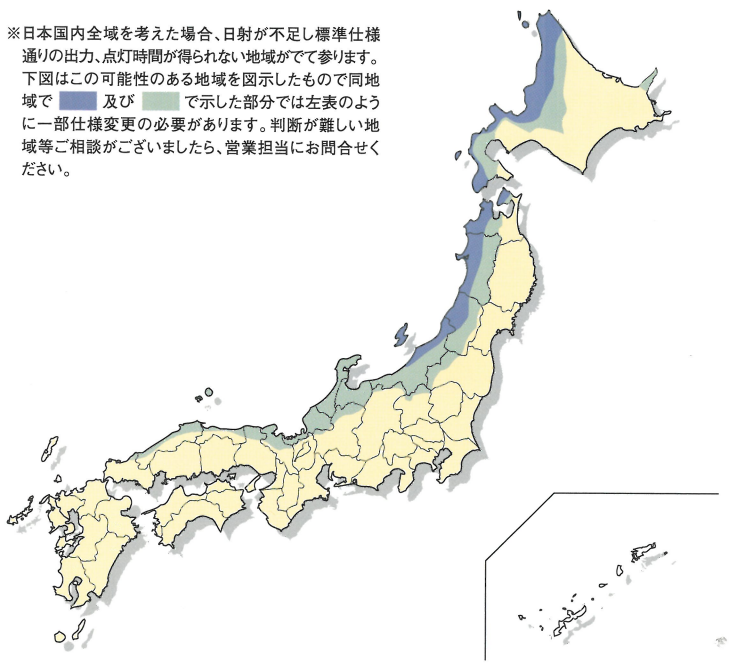 ※日本国内全域を考えた場合、日射が不足し標準仕様
通りの出力、点灯時間が得られない地域がでて参ります。
下図はこの可能性のある地域を図示したもので同地
域で 及び で示した部分では左表のよう
に一部仕様変更の必要があります。判断が難しい地
域等ご相談がございましたら、営業担当にお問合せく
ださい。